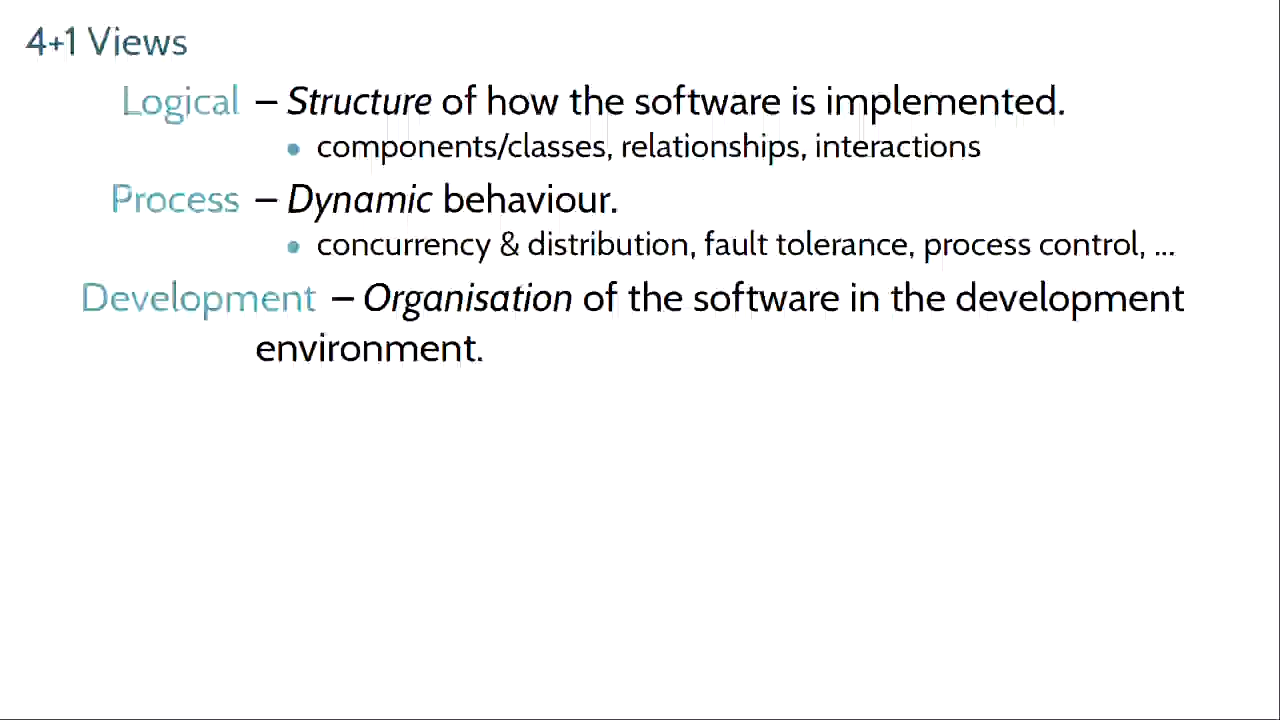 4+1 Views
Logical – Structure of how the software is implemented.
• components/classes, relationships, interactions
Process – Dynamic behaviour.
• concurrency & distribution, fault tolerance, process control, ...
Development – Organisation of the software in the development
environment.